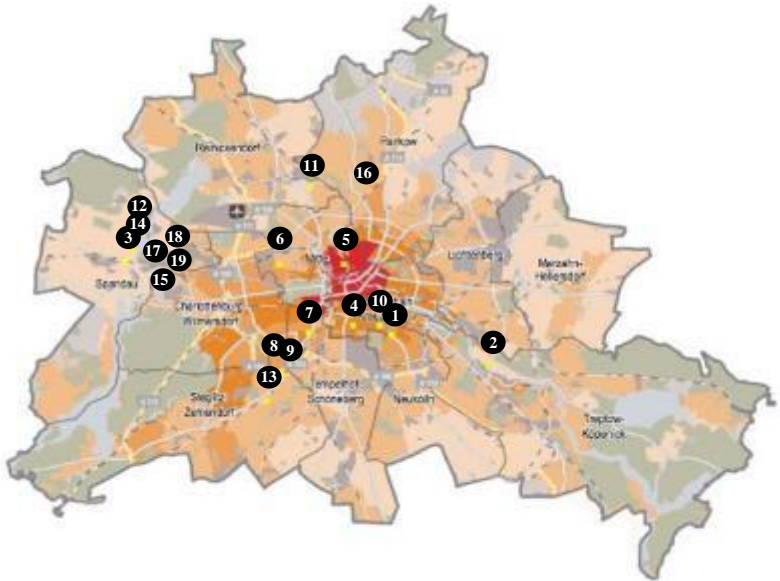 Reinickendorf
Pankow
11
16
12
14
3
18
17
19
15
6
5
Mitte
Lichtenberg
Marzahn-
Hellersdorf
Spandau
Charlottenburg
Wilmersdorf
7
4
10
1
8
9
2
13
Steglitz
Zehlendorf
Tempelhof
Schöneberg
Neukölln
Treptow-
Köpenick